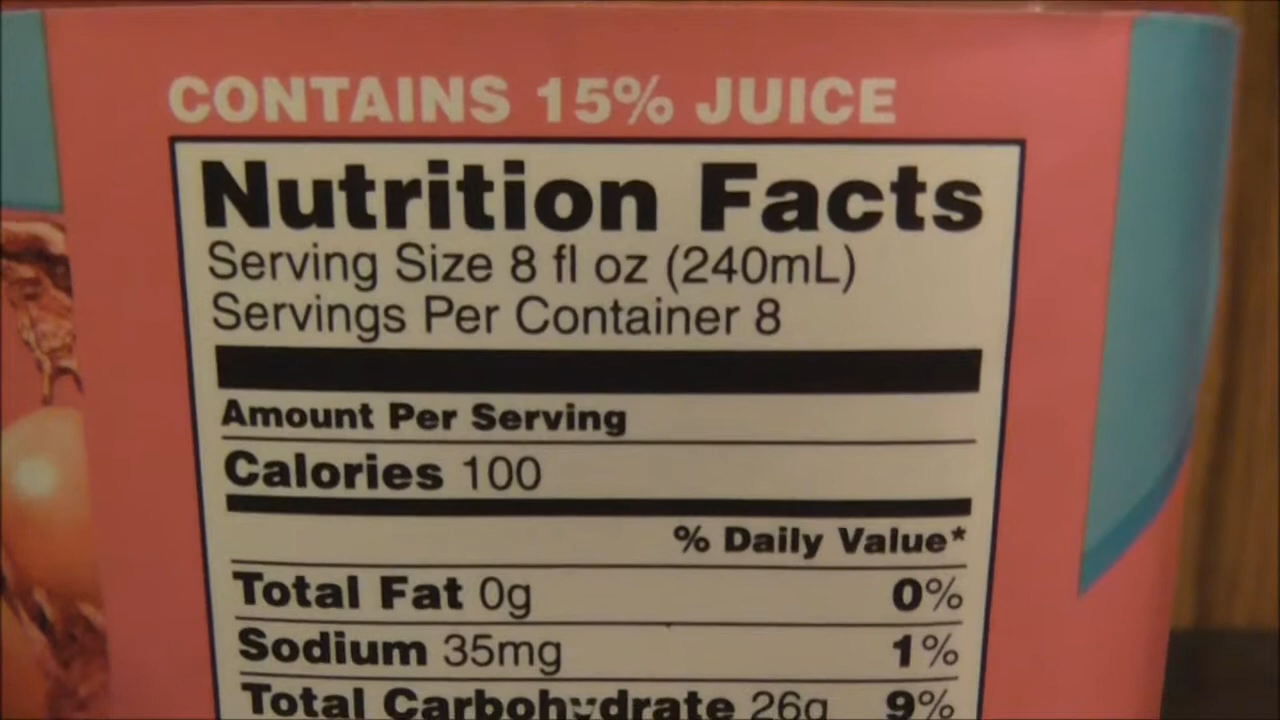 CONTAINS 15% JUICE
Nutrition Facts
Serving Size 8 fl oz (240mL)
Servings Per Container 8
Amount Per Serving
Calories 100
% Daily Value*
Total Fat 0g 0%
Sodium 35mg 1%
Total Carbohydrate 26g 9%